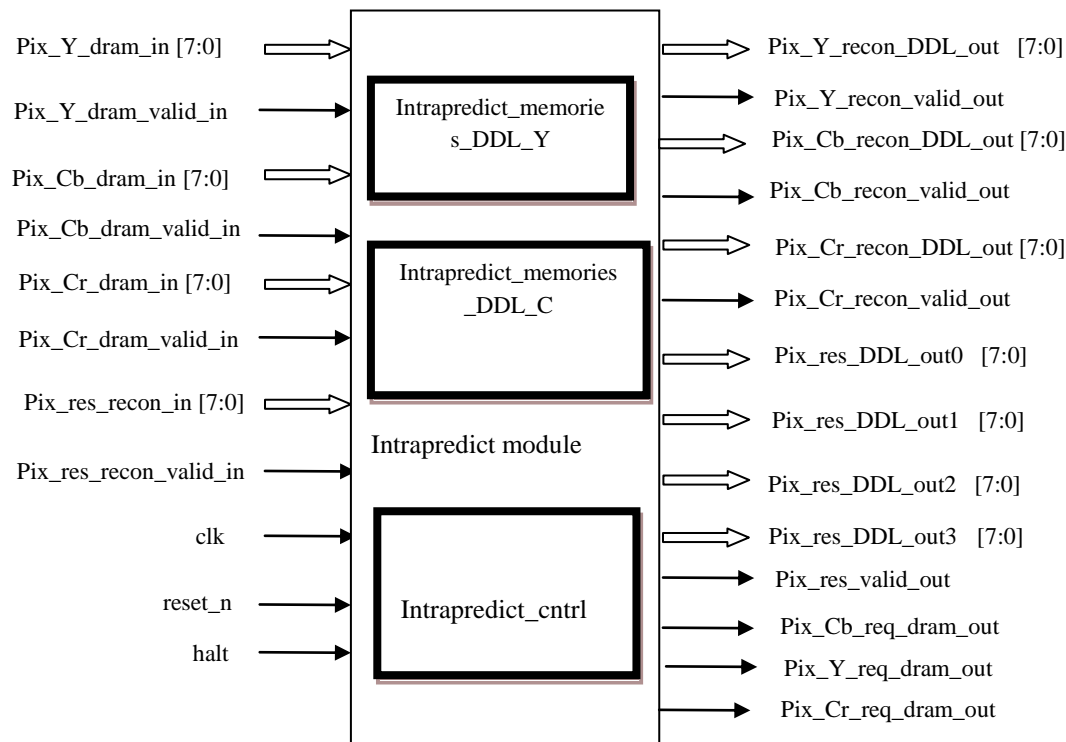 Pix_Y_dram_in [7:0]
Pix_Y_dram_valid_in
Pix_Cb_dram_in [7:0]
Pix_Cb_dram_valid_in
Pix_Cr_dram_in [7:0]
Pix_Cr_dram_valid_in
Pix_res_recon_in [7:0]
Pix_res_recon_valid_in
clk
reset_n
halt
Intrapredict_memorie
s_DDL_Y
Intrapredict_memories
_DDL_C
Intrapredict module
Intrapredict_cntrl
Pix_Y_recon_DDL_out [7:0]
Pix_Y_recon_valid_out
Pix_Cb_recon_DDL_out [7:0]
Pix_Cb_recon_valid_out
Pix_Cr_recon_DDL_out [7:0]
Pix_Cr_recon_valid_out
Pix_res_DDL_out0 [7:0]
Pix_res_DDL_out1 [7:0]
Pix_res_DDL_out2 [7:0]
Pix_res_DDL_out3 [7:0]
Pix_res_valid_out
Pix_Cb_req_dram_out
Pix_Y_req_dram_out
Pix_Cr_req_dram_out